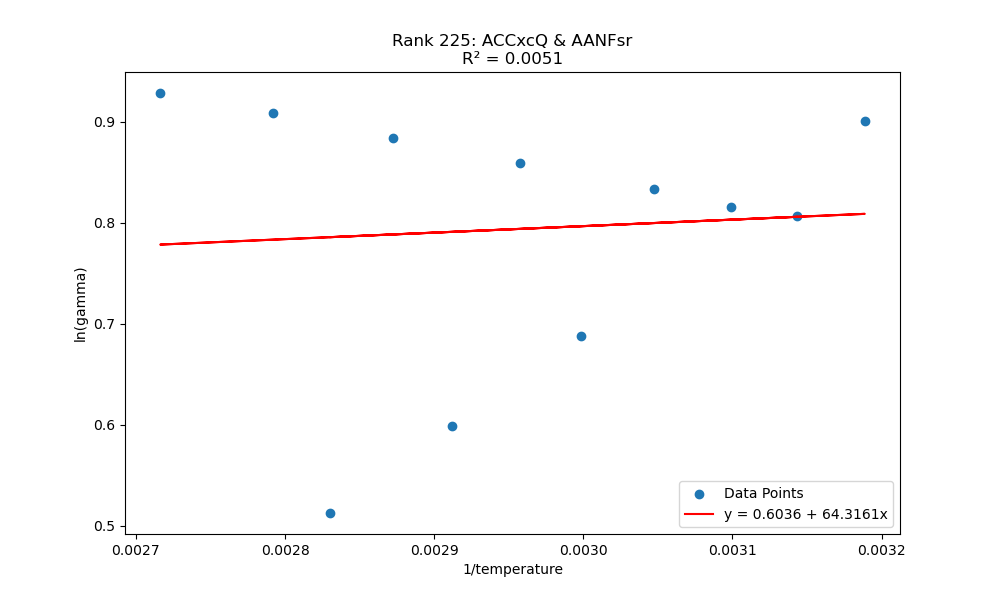 Rank 225: ACCxcQ & AANFsr
R² = 0.0051
ln(gamma)
0.9
0.8
0.7
0.6
0.5
0.0027
0.0028
0.0029
0.0030
0.0031
0.0032
1/temperature
Data Points
y = 0.6036 + 64.3161x